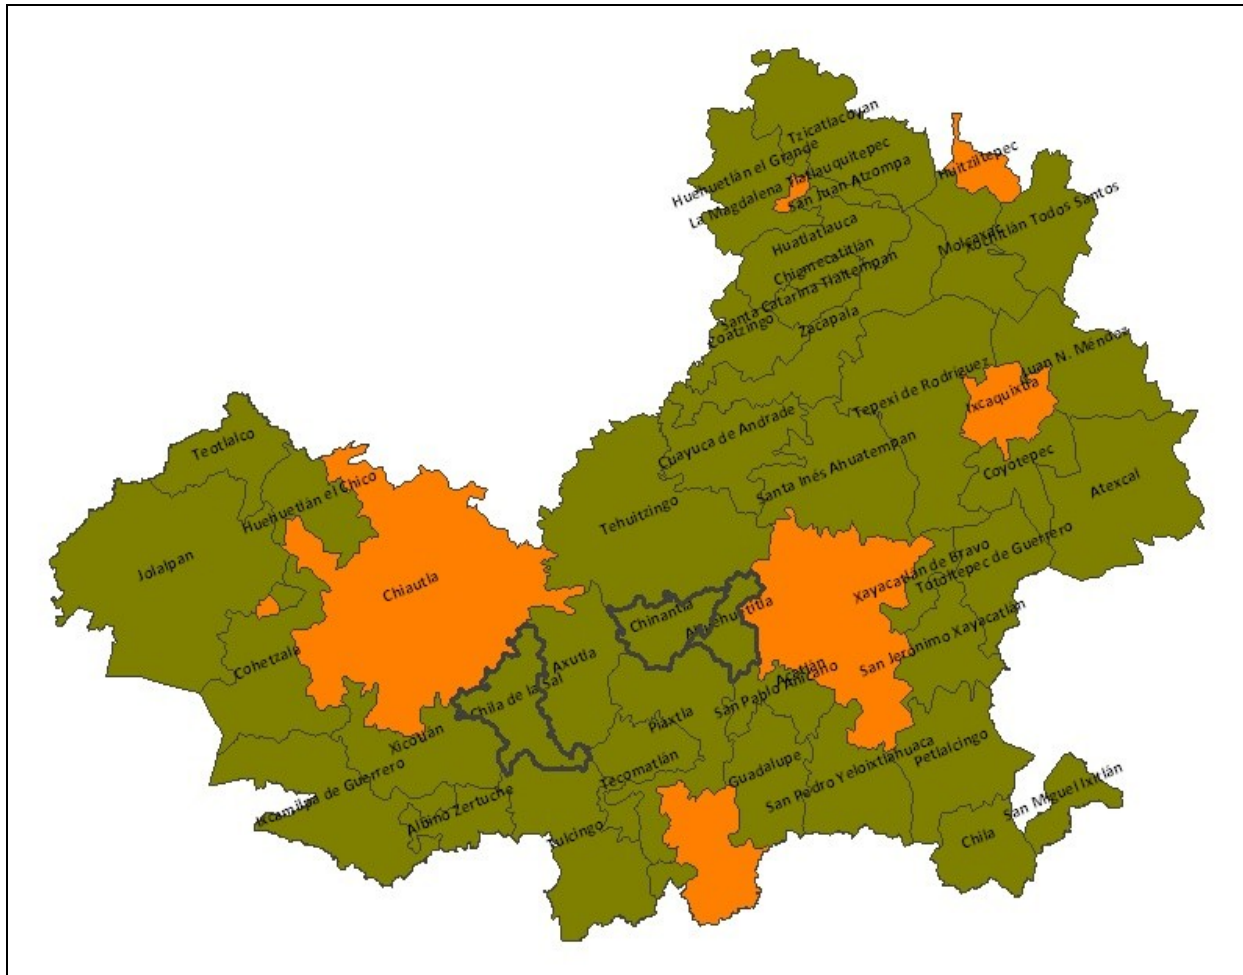 Tzicatlacoyan
Huehuetlán el Grande
La Magdalena Tlatlauquitepec
San Juan Atzompa
Huitziltepec
Huatlatlauca
Molcaxac
Xochitlán Todos Santos
Chigmecatitlán
Santa Catarina Tlaltempan
Coatzingo
Zacapala
Juan N. Méndez
Tepexi de Rodríguez
Ixcaquixtla
Cuayuca de Andrade
Teotlalco
Santa Inés Ahuatempan
Coyotepec
Atexcal
Huehuetlán el Chico
Tehuitzingo
Jolalpan
Chiautla
Xayacatlán de Bravo
Totoltepec de Guerrero
Chinantla
Ahuehuetitla
San Jerónimo Xayacatlán
Cohetzala
Axutla
Acatlán
San Pablo Anicano
Chila de la Sal
Piaxtla
Xicotlán
Petlalcingo
Ixcamilpa de Guerrero
Tecomatlán
Guadalupe
San Pedro Yeloixtlahuaca
Albino Zertuche
San Miguel Ixitlán
Tulcingo
Chila